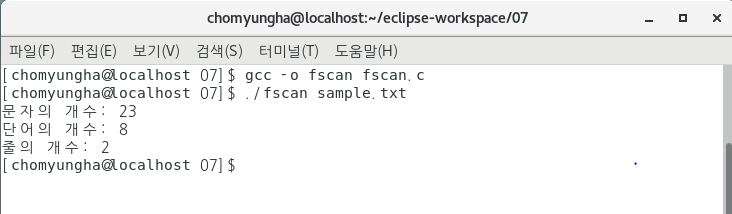 chomyungha@localhost:~/eclipse-workspace/07
파일(F) 편집(E) 보기(V) 검색(S) 터미널(T) 도움말(H)
[chomyungha@localhost 07]$ gcc -o fscan fscan.c
[chomyungha@localhost 07]$ ./fscan sample.txt
문자의 개수: 23
단어의 개수: 8
줄의 개수: 2
[chomyungha@localhost 07]$